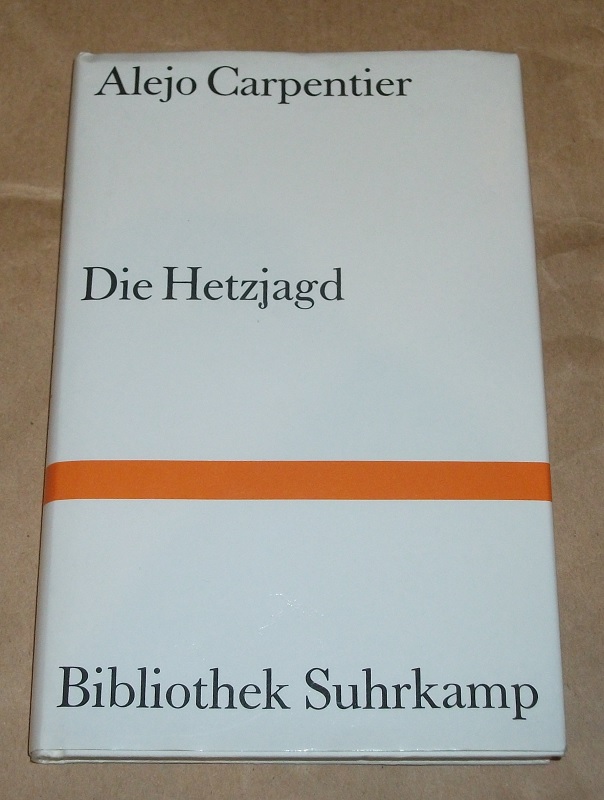 Alejo Carpentier
Die Hetzjagd
Bibliothek Suhrkamp